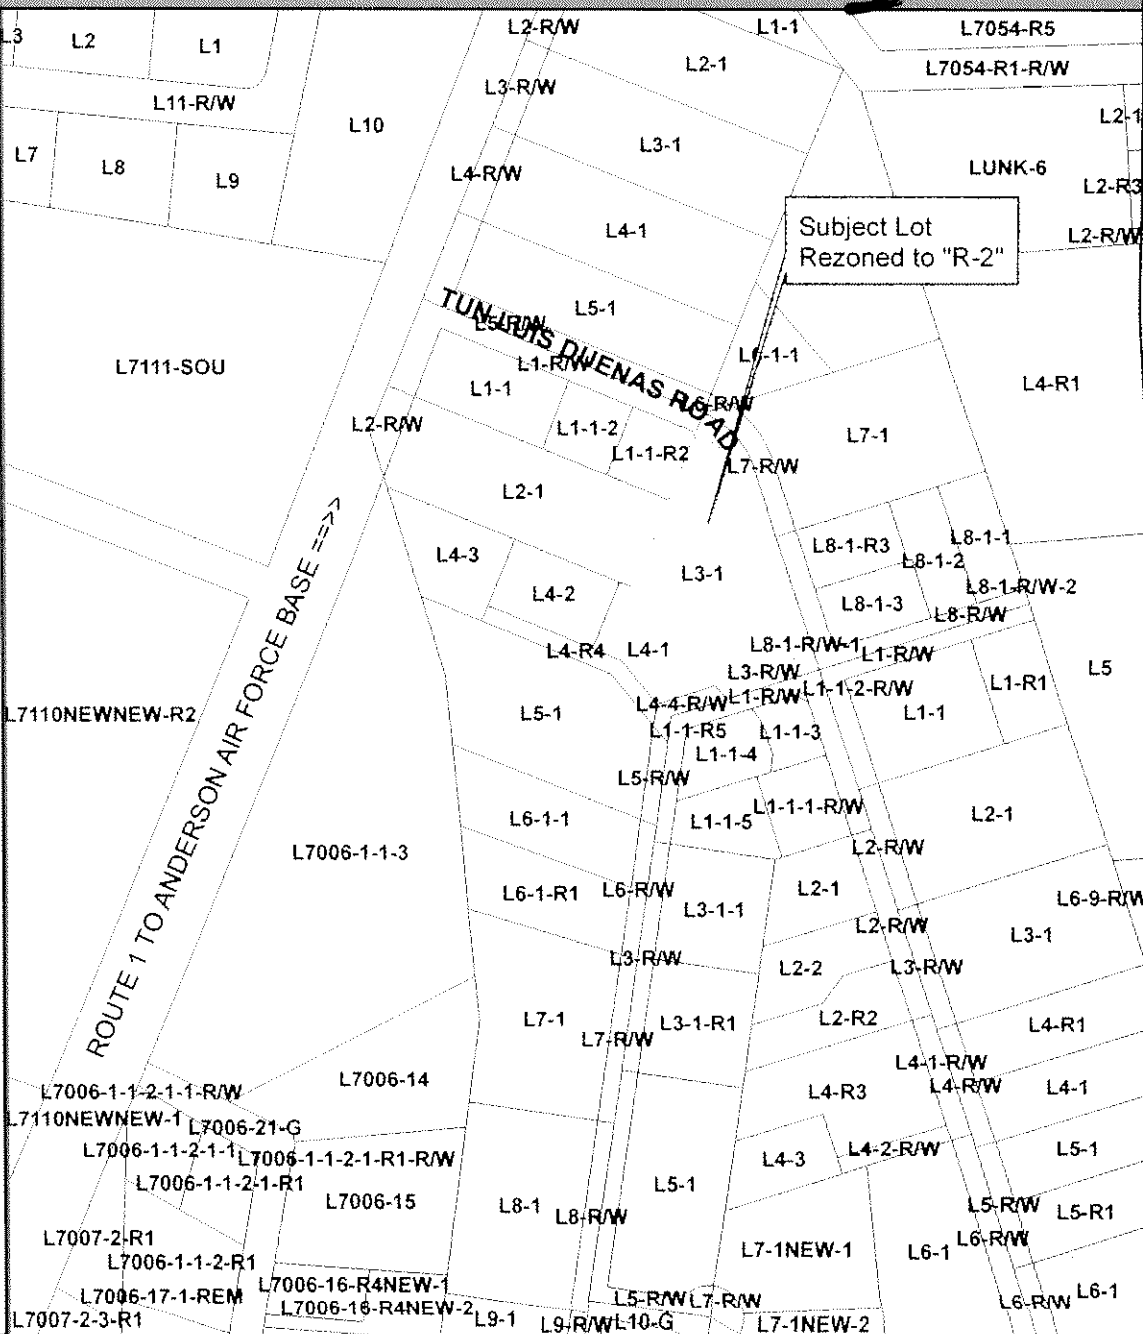 L3
L2
L1
L2-R/W
L1-1
L7054-R5
L2-1
L7054-R1-R/W
L3-R/W
L11-R/W
L10
L2-1
L3-1
L7
L8
L9
L4-R/W
LUNK-6
L2-R3
L4-1
Subject Lot
Rezoned to "R-2"
L2-R/W
L5-1
TUN LUIS DUENAS ROAD
L1-R/W
L6-1-1
L7111-SOU
L1-1
L4-R1
L5-R/W
L2-R/W
L1-1-2
L7-1
L1-1-R2
L7-R/W
L2-1
L8-1-R3
L8-1-1
L4-3
L8-1-2
L3-1
L4-2
L8-1-R/W-2
L8-1-3
L8-R/W
ROUTE 1 TO ANDERSON AIR FORCE BASE ==>>
L4-R4
L4-1
L8-1-R/W-1
L1-R/W
L3-R/W
L5
L1-R1
L1-R/W
L1-1-2-R/W
L4-4-R/W
L7110NEWNEW-R2
L5-1
L1-1
L1-1-R5
L1-1-3
L1-1-4
L5-R/W
L1-1-1-R/W
L6-1-1
L1-1-5
L2-1
L7006-1-1-3
L2-R/W
L6-1-R1
L6-R/W
L2-1
L3-1-1
L6-9-R/W
L2-R/W
L3-1
L3-R/W
L2-2
L3-R/W
L7-1
L3-1-R1
L2-R2
L4-R1
L7-R/W
L4-1-R/W
L7006-14
L4-R3
L4-R/W
L4-1
L7006-1-1-2-1-1-R/W
L7110NEWNEW-1
L7006-21-G
L7006-1-1-2-1-1
L7006-1-1-2-1-R1-R/W
L4-3
L4-2-R/W
L5-1
L7006-1-1-2-1-R1
L7006-15
L5-1
L8-1
L8-R/W
L5-R/W
L5-R1
L7007-2-R1
L7-1NEW-1
L6-1
L6-R/W
L7006-1-1-2-R1
L7006-16-R4NEW-1
L6-1
L7006-17-1-REM
L5-R/W
L7-R/W
L6-R/W
L7006-16-R4NEW-2
L7007-2-3-R1
L9-1
L9-R/W
L10-G
L7-1NEW-2